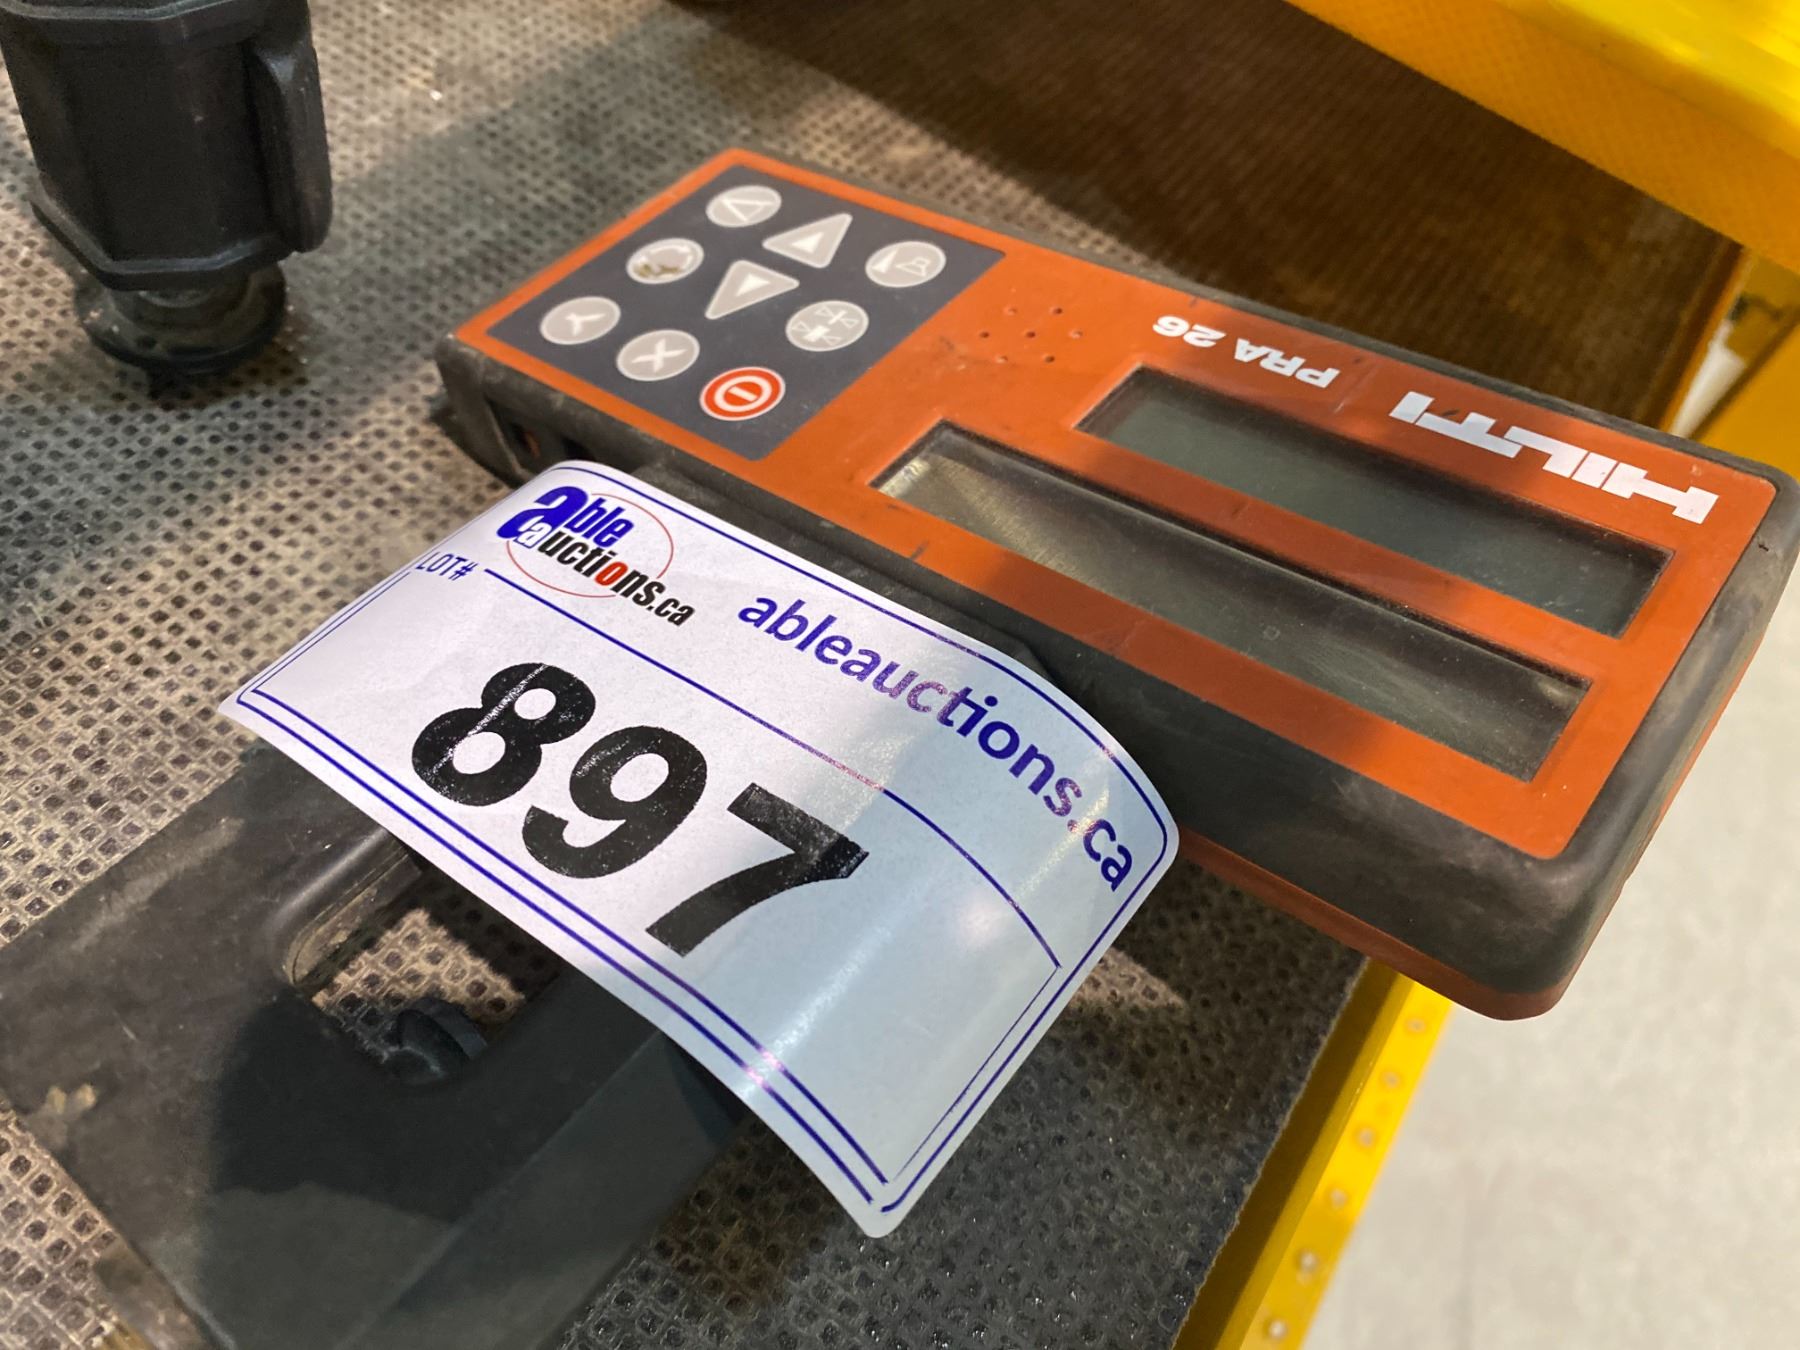 HILTI
PRA 26
able
auctions.ca
ableauctions.ca
LOT#
897